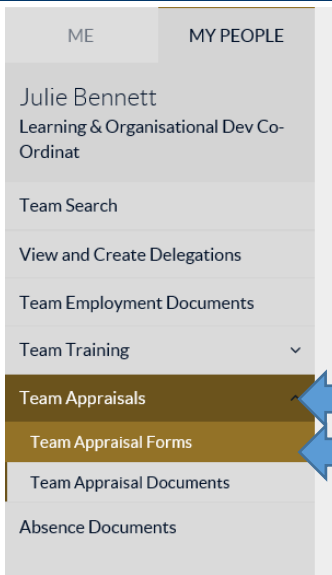 ME
MY PEOPLE
Julie Bennett
Learning & Organisational Dev Co-
Ordinat
Team Search
View and Create Delegations
Team Employment Documents
Team Training
Team Appraisals
Team Appraisal Forms
Team Appraisal Documents
Absence Documents